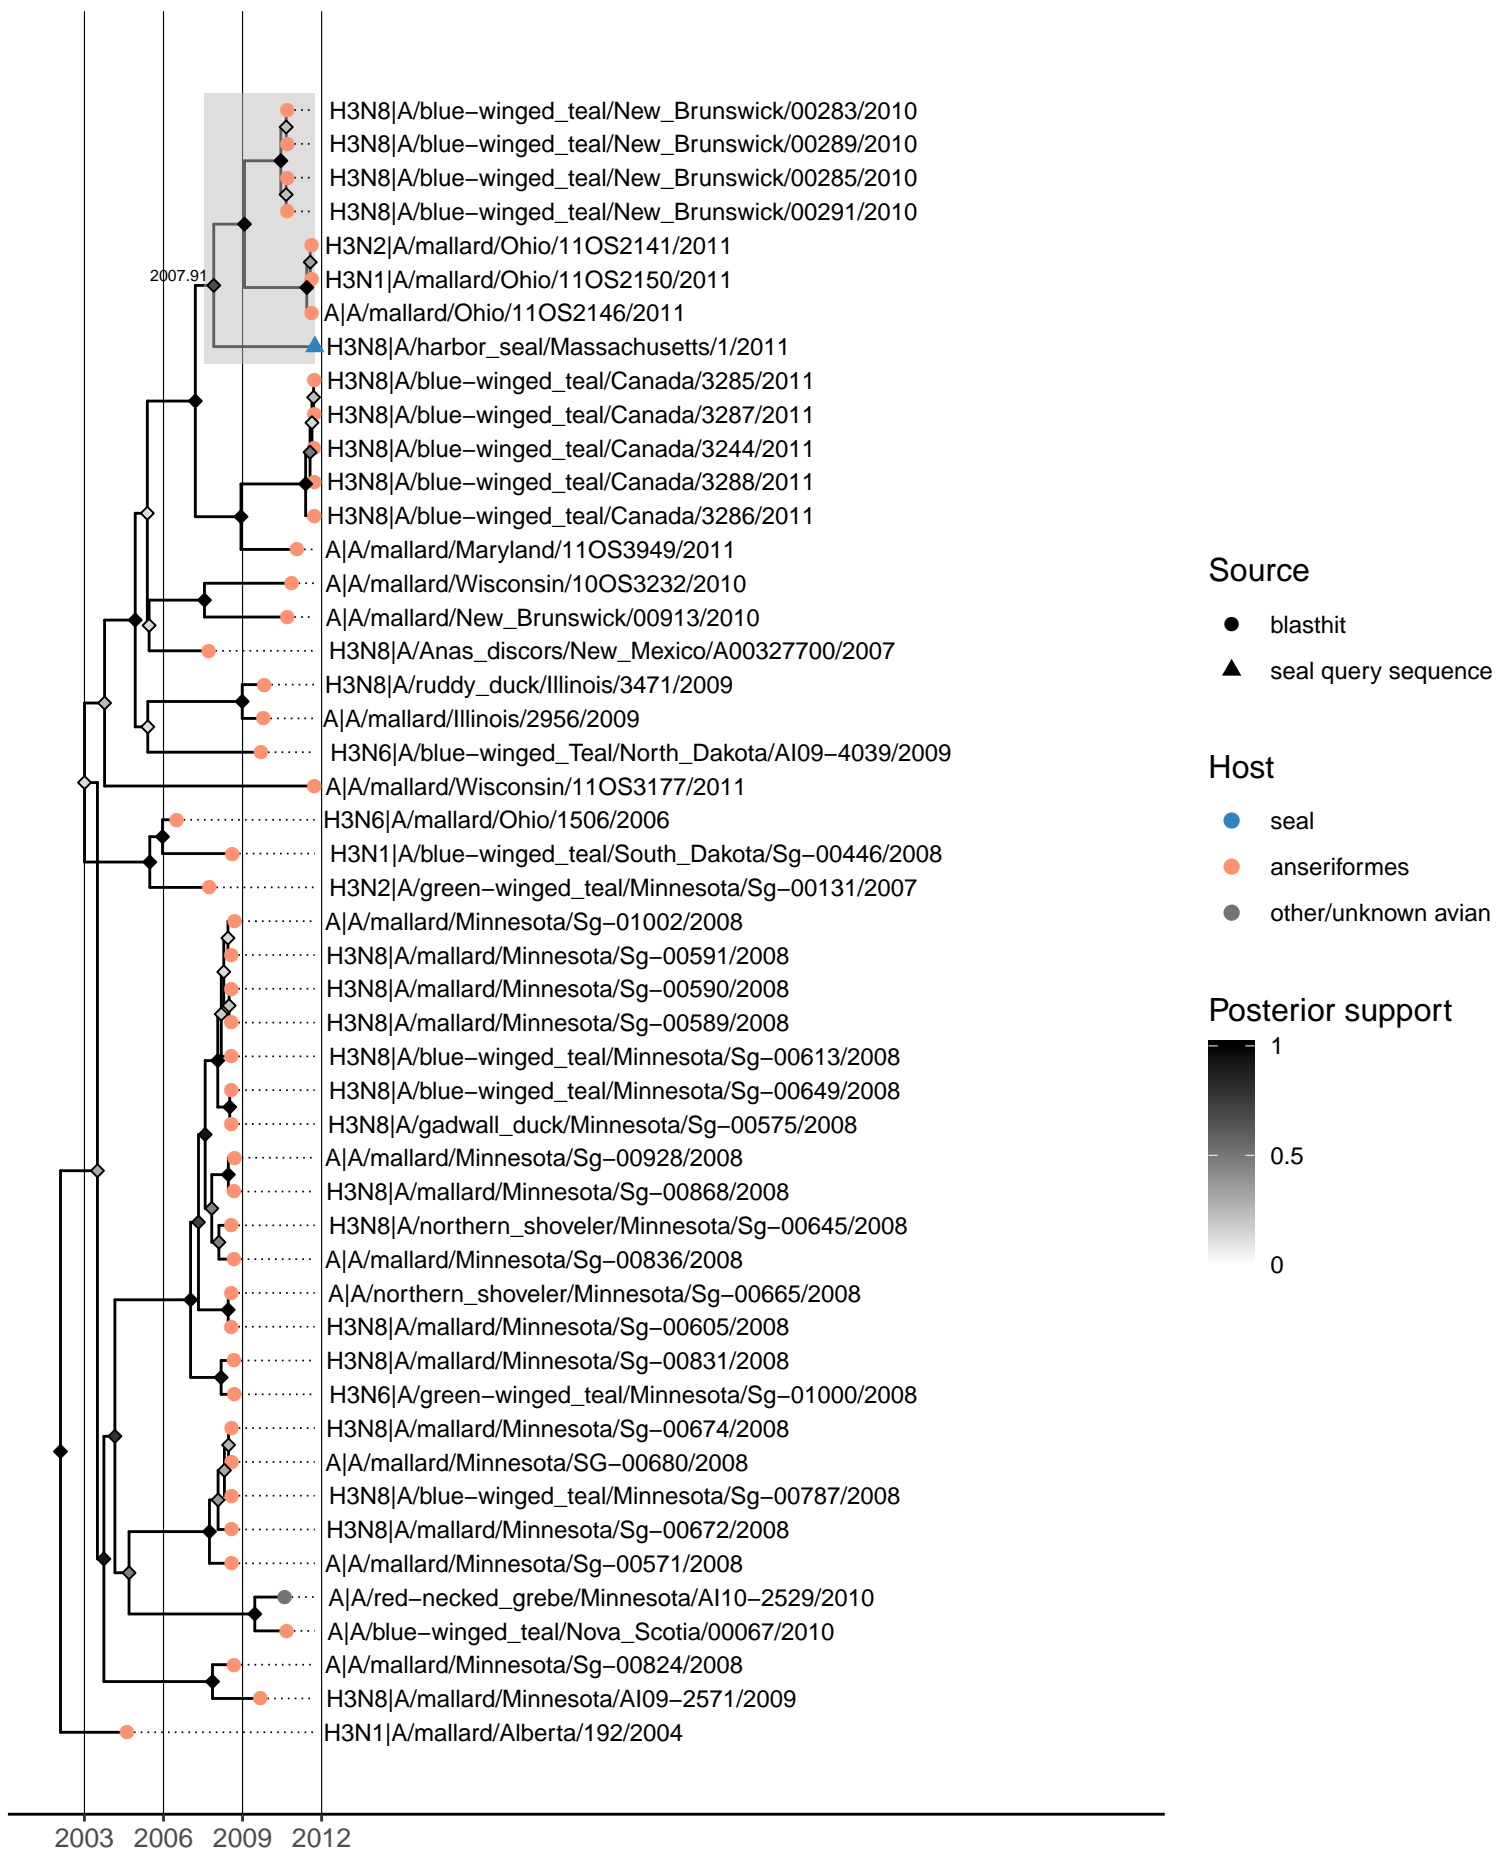 H3N8|A/blue−winged_teal/New_Brunswick/00283/2010
H3N8|A/blue−winged_teal/New_Brunswick/00289/2010
H3N8|A/blue−winged_teal/New_Brunswick/00285/2010
H3N8|A/blue−winged_teal/New_Brunswick/00291/2010
H3N2|A/mallard/Ohio/11OS2141/2011
2007.91
H3N1|A/mallard/Ohio/11OS2150/2011
A|A/mallard/Ohio/11OS2146/2011
H3N8|A/harbor_seal/Massachusetts/1/2011
H3N8|A/blue−winged_teal/Canada/3285/2011
H3N8|A/blue−winged_teal/Canada/3287/2011
H3N8|A/blue−winged_teal/Canada/3244/2011
H3N8|A/blue−winged_teal/Canada/3288/2011
H3N8|A/blue−winged_teal/Canada/3286/2011
A|A/mallard/Maryland/11OS3949/2011
A|A/mallard/Wisconsin/10OS3232/2010
A|A/mallard/New_Brunswick/00913/2010
H3N8|A/Anas_discors/New_Mexico/A00327700/2007
H3N8|A/ruddy_duck/Illinois/3471/2009
A|A/mallard/Illinois/2956/2009
H3N6|A/blue−winged_Teal/North_Dakota/AI09−4039/2009
A|A/mallard/Wisconsin/11OS3177/2011
H3N6|A/mallard/Ohio/1506/2006
H3N1|A/blue−winged_teal/South_Dakota/Sg−00446/2008
H3N2|A/green−winged_teal/Minnesota/Sg−00131/2007
A|A/mallard/Minnesota/Sg−01002/2008
H3N8|A/mallard/Minnesota/Sg−00591/2008
H3N8|A/mallard/Minnesota/Sg−00590/2008
H3N8|A/mallard/Minnesota/Sg−00589/2008
H3N8|A/blue−winged_teal/Minnesota/Sg−00613/2008
H3N8|A/blue−winged_teal/Minnesota/Sg−00649/2008
H3N8|A/gadwall_duck/Minnesota/Sg−00575/2008
A|A/mallard/Minnesota/Sg−00928/2008
H3N8|A/mallard/Minnesota/Sg−00868/2008
H3N8|A/northern_shoveler/Minnesota/Sg−00645/2008
A|A/mallard/Minnesota/Sg−00836/2008
A|A/northern_shoveler/Minnesota/Sg−00665/2008
H3N8|A/mallard/Minnesota/Sg−00605/2008
H3N8|A/mallard/Minnesota/Sg−00831/2008
H3N6|A/green−winged_teal/Minnesota/Sg−01000/2008
H3N8|A/mallard/Minnesota/Sg−00674/2008
A|A/mallard/Minnesota/SG−00680/2008
H3N8|A/blue−winged_teal/Minnesota/Sg−00787/2008
H3N8|A/mallard/Minnesota/Sg−00672/2008
A|A/mallard/Minnesota/Sg−00571/2008
A|A/red−necked_grebe/Minnesota/AI10−2529/2010
A|A/blue−winged_teal/Nova_Scotia/00067/2010
A|A/mallard/Minnesota/Sg−00824/2008
H3N8|A/mallard/Minnesota/AI09−2571/2009
H3N1|A/mallard/Alberta/192/2004
2003 2006 2009 2012
Source
blasthit
seal query sequence
Host
seal
anseriformes
other/unknown avian
Posterior support
1
0.5
0